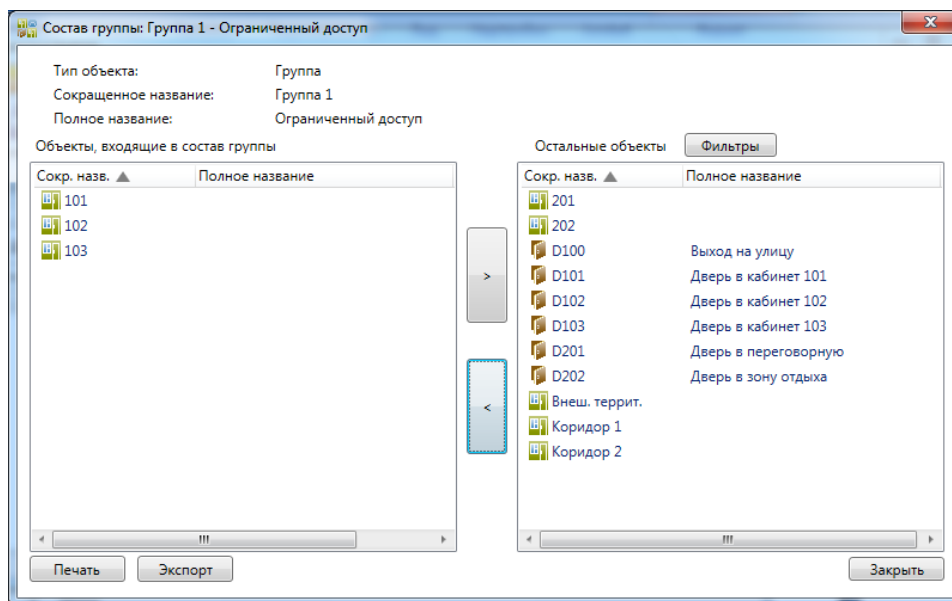 Состав группы: Группа 1 - Ограниченный доступ
x
Тип объекта: Группа
Сокращенное название: Группа 1
Полное название: Ограниченный доступ
Объекты, входящие в состав группы
Сокр. назв. Полное название
101
102
103
>
<
Остальные объекты Фильтры
Сокр. назв. Полное название
201
202
D100 Выход на улицу
D101 Дверь в кабинет 101
D102 Дверь в кабинет 102
D103 Дверь в кабинет 103
D201 Дверь в переговорную
D202 Дверь в зону отдыха
Внеш. террит.
Коридор 1
Коридор 2
Печать Экспорт Закрыть